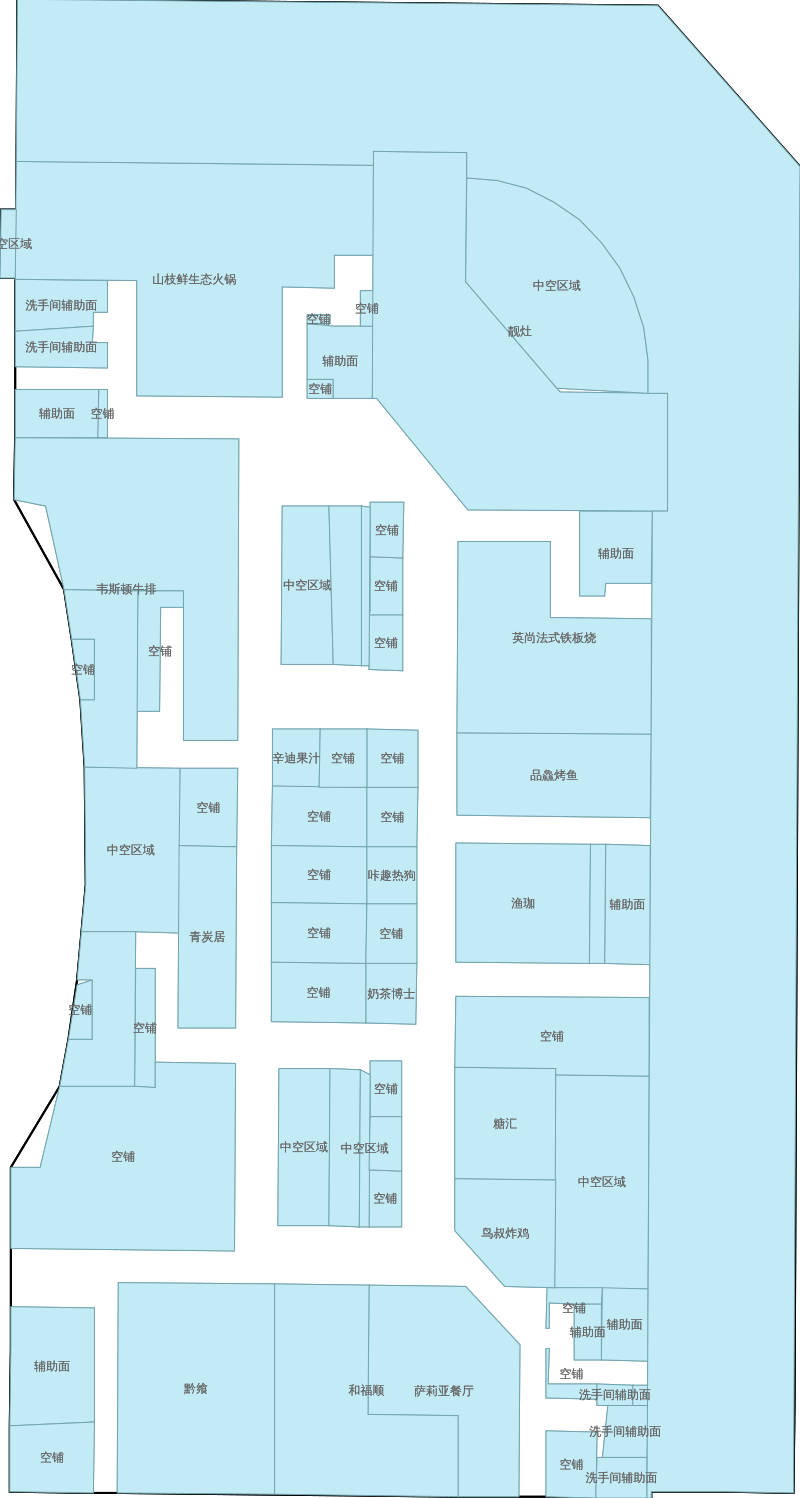 空区域
山枝鲜生态火锅
中空区域
洗手间辅助面
空铺
空铺
靓灶
洗手间辅助面
辅助面
空铺
辅助面
空铺
空铺
辅助面
中空区域
韦斯顿牛排
空铺
英尚法式铁板烧
空铺
空铺
空铺
辛迪果汁
空铺
空铺
品鱻烤鱼
空铺
空铺
空铺
中空区域
空铺
咔趣热狗
渔珈
辅助面
青炭居
空铺
空铺
空铺
奶茶博士
空铺
空铺
空铺
空铺
糖汇
空铺
中空区域
中空区域
中空区域
空铺
鸟叔炸鸡
空铺
空铺
辅助面
辅助面
辅助面
空铺
黔飨
和福顺
萨莉亚餐厅
洗手间辅助面
洗手间辅助面
空铺
空铺
洗手间辅助面